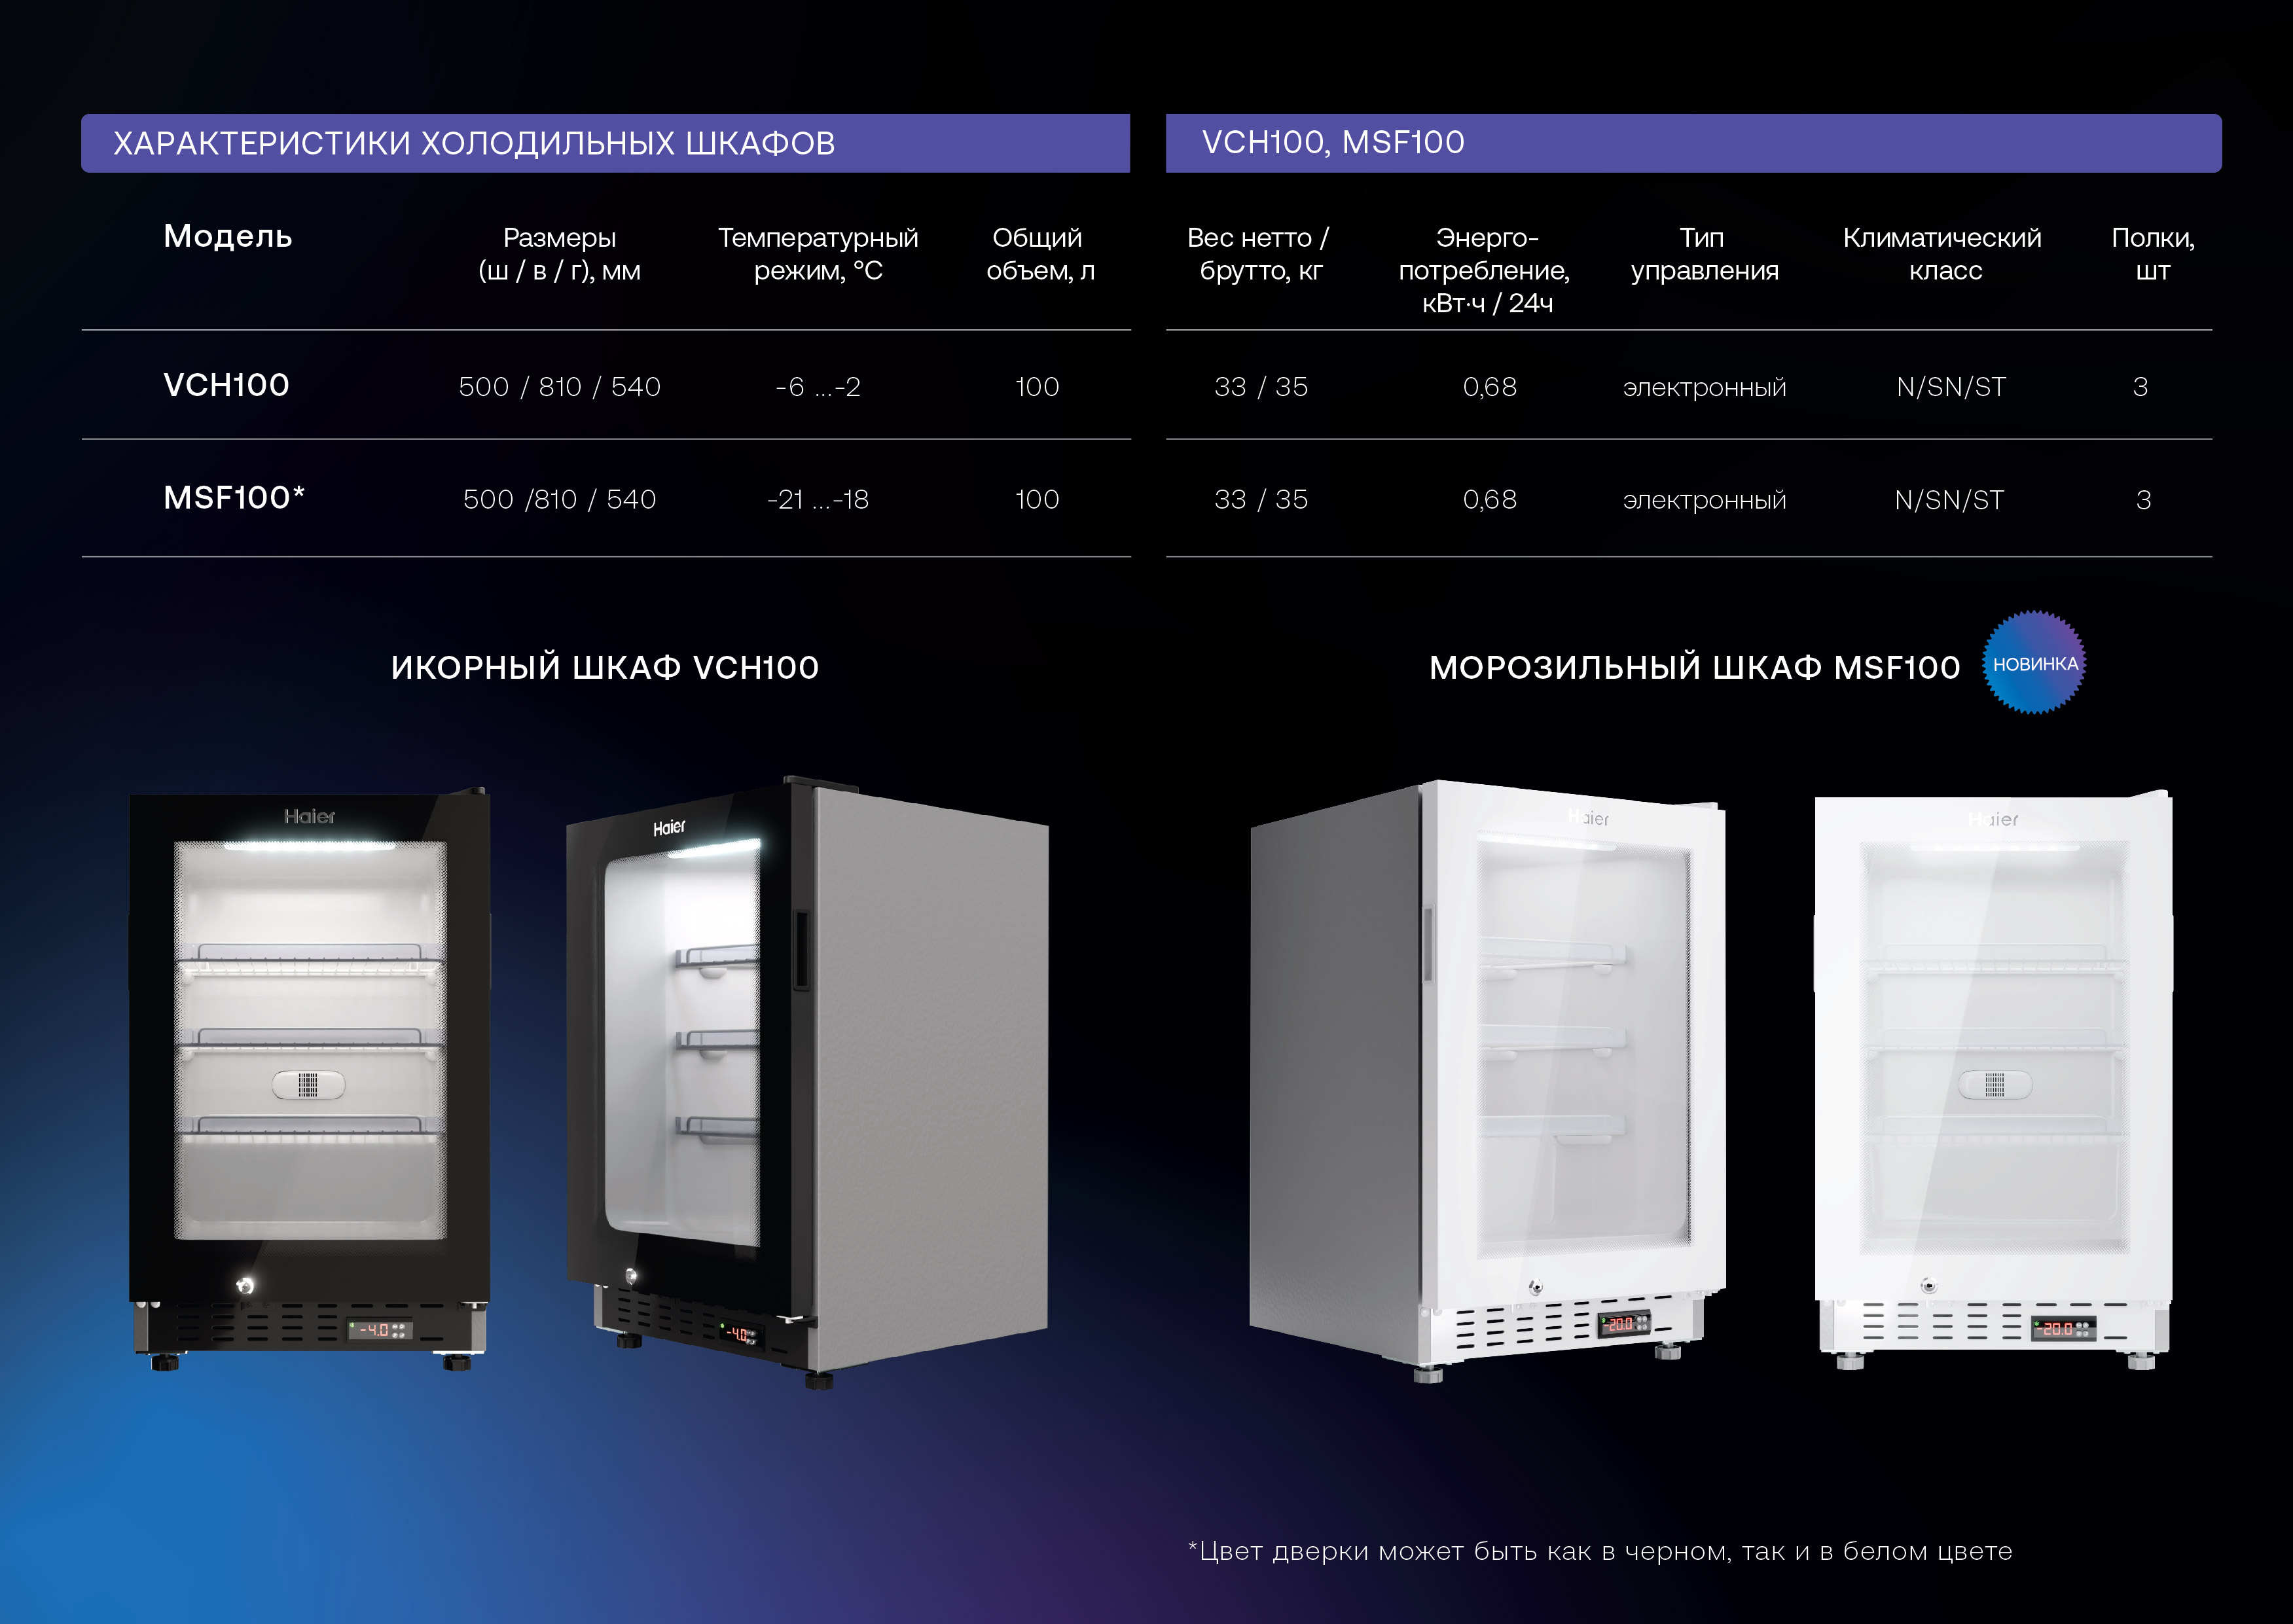 ХАРАКТЕРИСТИКИ ХОЛОДИЛЬНЫХ ШКАФОВ
VCH100, MSF100
Модель
Размеры
(ш / в / г), мм
Температурный
режим, °C
Общий
объем, л
Вес нетто /
брутто, кг
Энерго-
потребление,
кВт·ч / 24ч
Тип
управления
Климатический
класс
Полки,
шт
VCH100 500 / 810 / 540 -6 ...-2 100 33 / 35 0,68 электронный N/SN/ST 3
MSF100* 500 /810 / 540 -21 ...-18 100 33 / 35 0,68 электронный N/SN/ST 3
ИКОРНЫЙ ШКАФ VCH100
МОРОЗИЛЬНЫЙ ШКАФ MSF100
НОВИНКА
Haier
Haier
Haier
Haier
-4.0
-4.0
-20.0
-20.0
*Цвет дверки может быть как в черном, так и в белом цвете